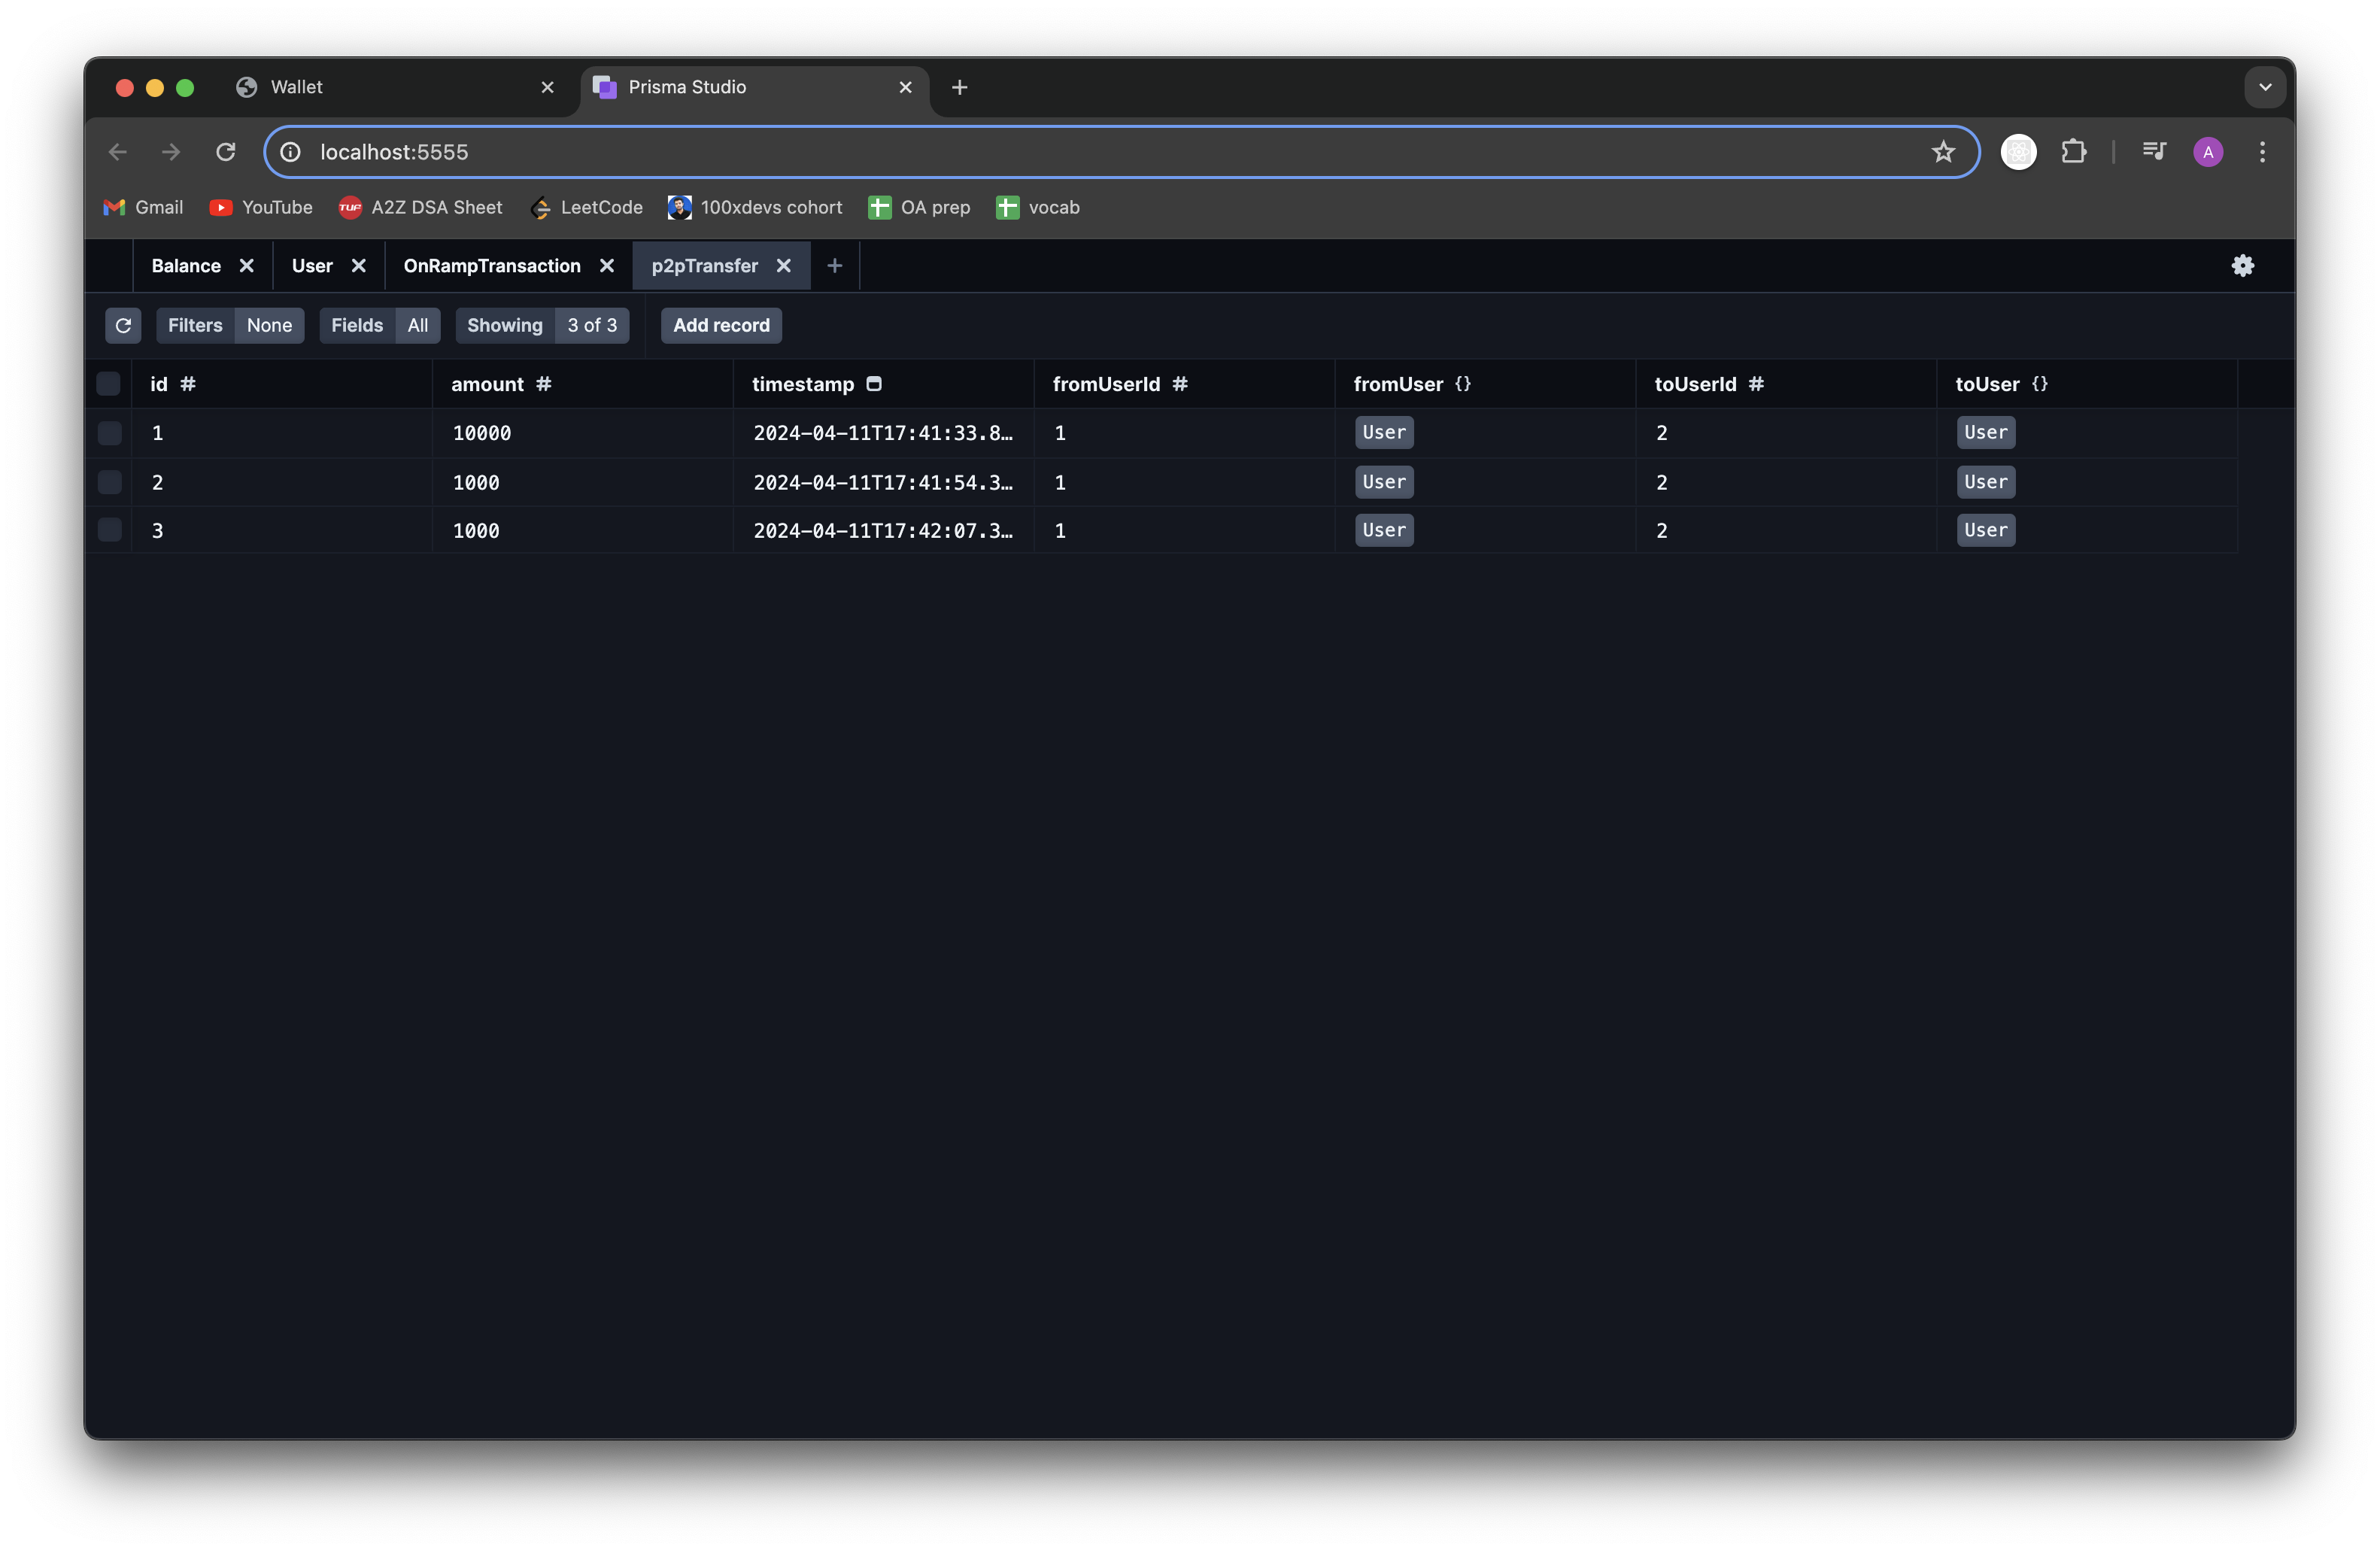 Wallet Prisma Studio
localhost:5555
A
Gmail YouTube TUF A2Z DSA Sheet LeetCode 100xdevs cohort OA prep vocab
Balance User OnRampTransaction p2pTransfer
Filters None Fields All Showing 3 of 3 Add record
id # amount # timestamp fromUserId # fromUser {} toUserId # toUser {}
1 10000 2024-04-11T17:41:33.8… 1 User 2 User
2 1000 2024-04-11T17:41:54.3… 1 User 2 User
3 1000 2024-04-11T17:42:07.3… 1 User 2 User